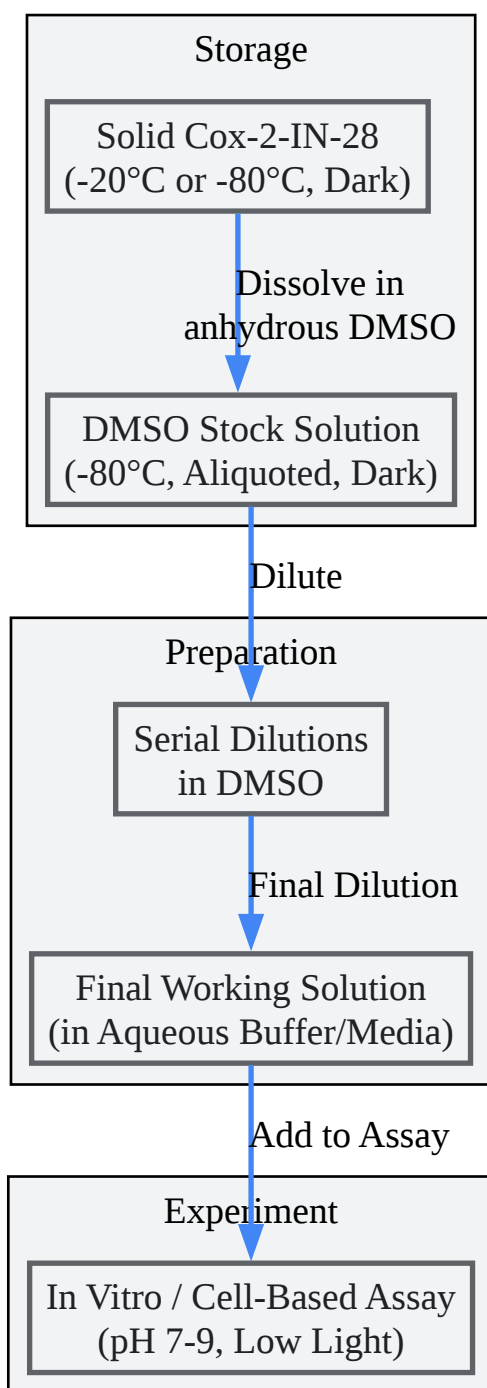 Storage
Solid Cox-2-IN-28
(-20°C or -80°C, Dark)
Dissolve in
anhydrous DMSO
DMSO Stock Solution
(-80°C, Aliquoted, Dark)
Dilute
Preparation
Serial Dilutions
in DMSO
Final Dilution
Final Working Solution
(in Aqueous Buffer/Media)
Add to Assay
Experiment
In Vitro / Cell-Based Assay
(pH 7-9, Low Light)